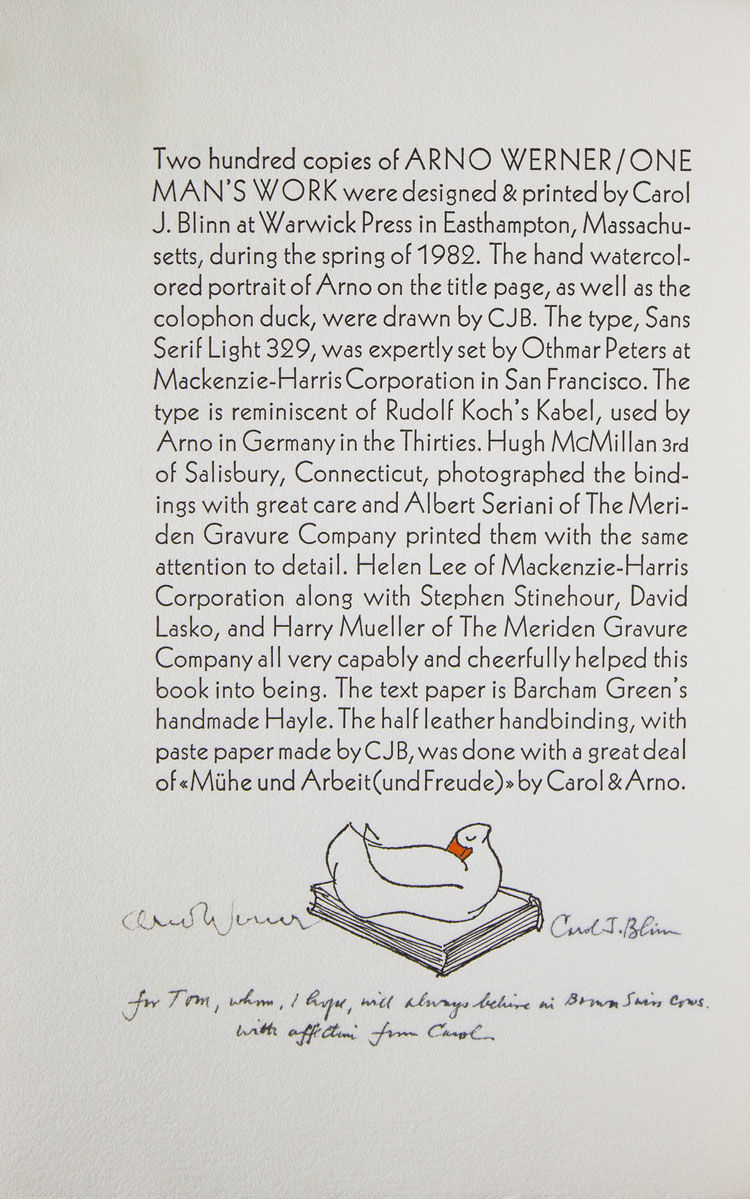 Two hundred copies of ARNO WERNER/ONE
MAN'S WORK were designed & printed by Carol
J. Blinn at Warwick Press in Easthampton, Massachu-
setts, during the spring of 1982. The hand watercol-
ored portrait of Arno on the title page, as well as the
colophon duck, were drawn by CJB. The type, Sans
Serif Light 329, was expertly set by Othmar Peters at
Mackenzie-Harris Corporation in San Francisco. The
type is reminiscent of Rudolf Koch's Kabel, used by
Arno in Germany in the Thirties. Hugh McMillan 3rd
of Salisbury, Connecticut, photographed the bind-
ings with great care and Albert Seriani of The Meri-
den Gravure Company printed them with the same
attention to detail. Helen Lee of Mackenzie-Harris
Corporation along with Stephen Stinehour, David
Lasko, and Harry Mueller of The Meriden Gravure
Company all very capably and cheerfully helped this
book into being. The text paper is Barcham Green's
handmade Hayle. The half leather handbinding, with
paste paper made by CJB, was done with a great deal
of «Mühe und Arbeit (und Freude)» by Carol & Arno.
Arno Werner Carol J. Blinn
for Tom, whom, I hope, will always believe in Brown Swiss cows.
with affection from Carol